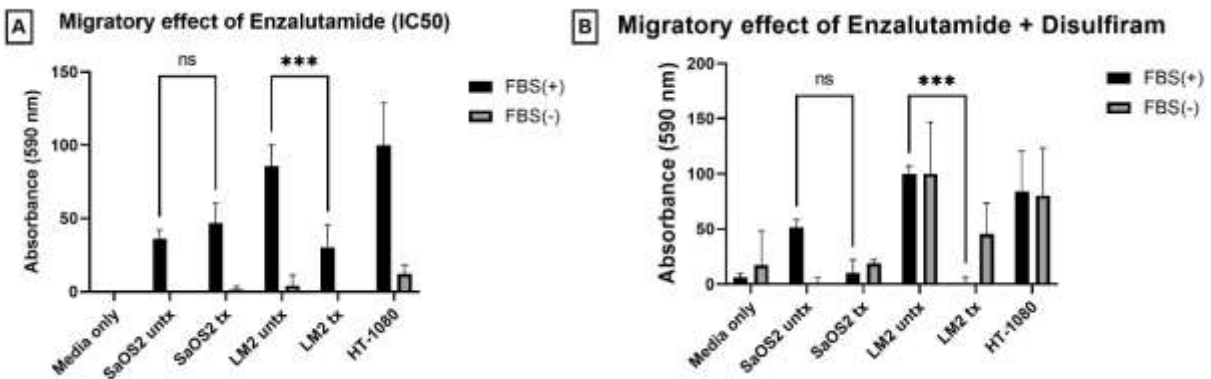 A Migratory effect of Enzalutamide (IC50)
ns
***
FBS(+)
FBS(-)
Absorbance (590 nm)
150
100
50
0
Media only
SaOS2 untx
SaOS2 tx
LM2 untx
LM2 tx
HT-1080
B Migratory effect of Enzalutamide + Disulfiram
ns
***
FBS(+)
FBS(-)
Absorbance (590 nm)
200
150
100
50
0
Media only
SaOS2 untx
SaOS2 tx
LM2 untx
LM2 tx
HT-1080